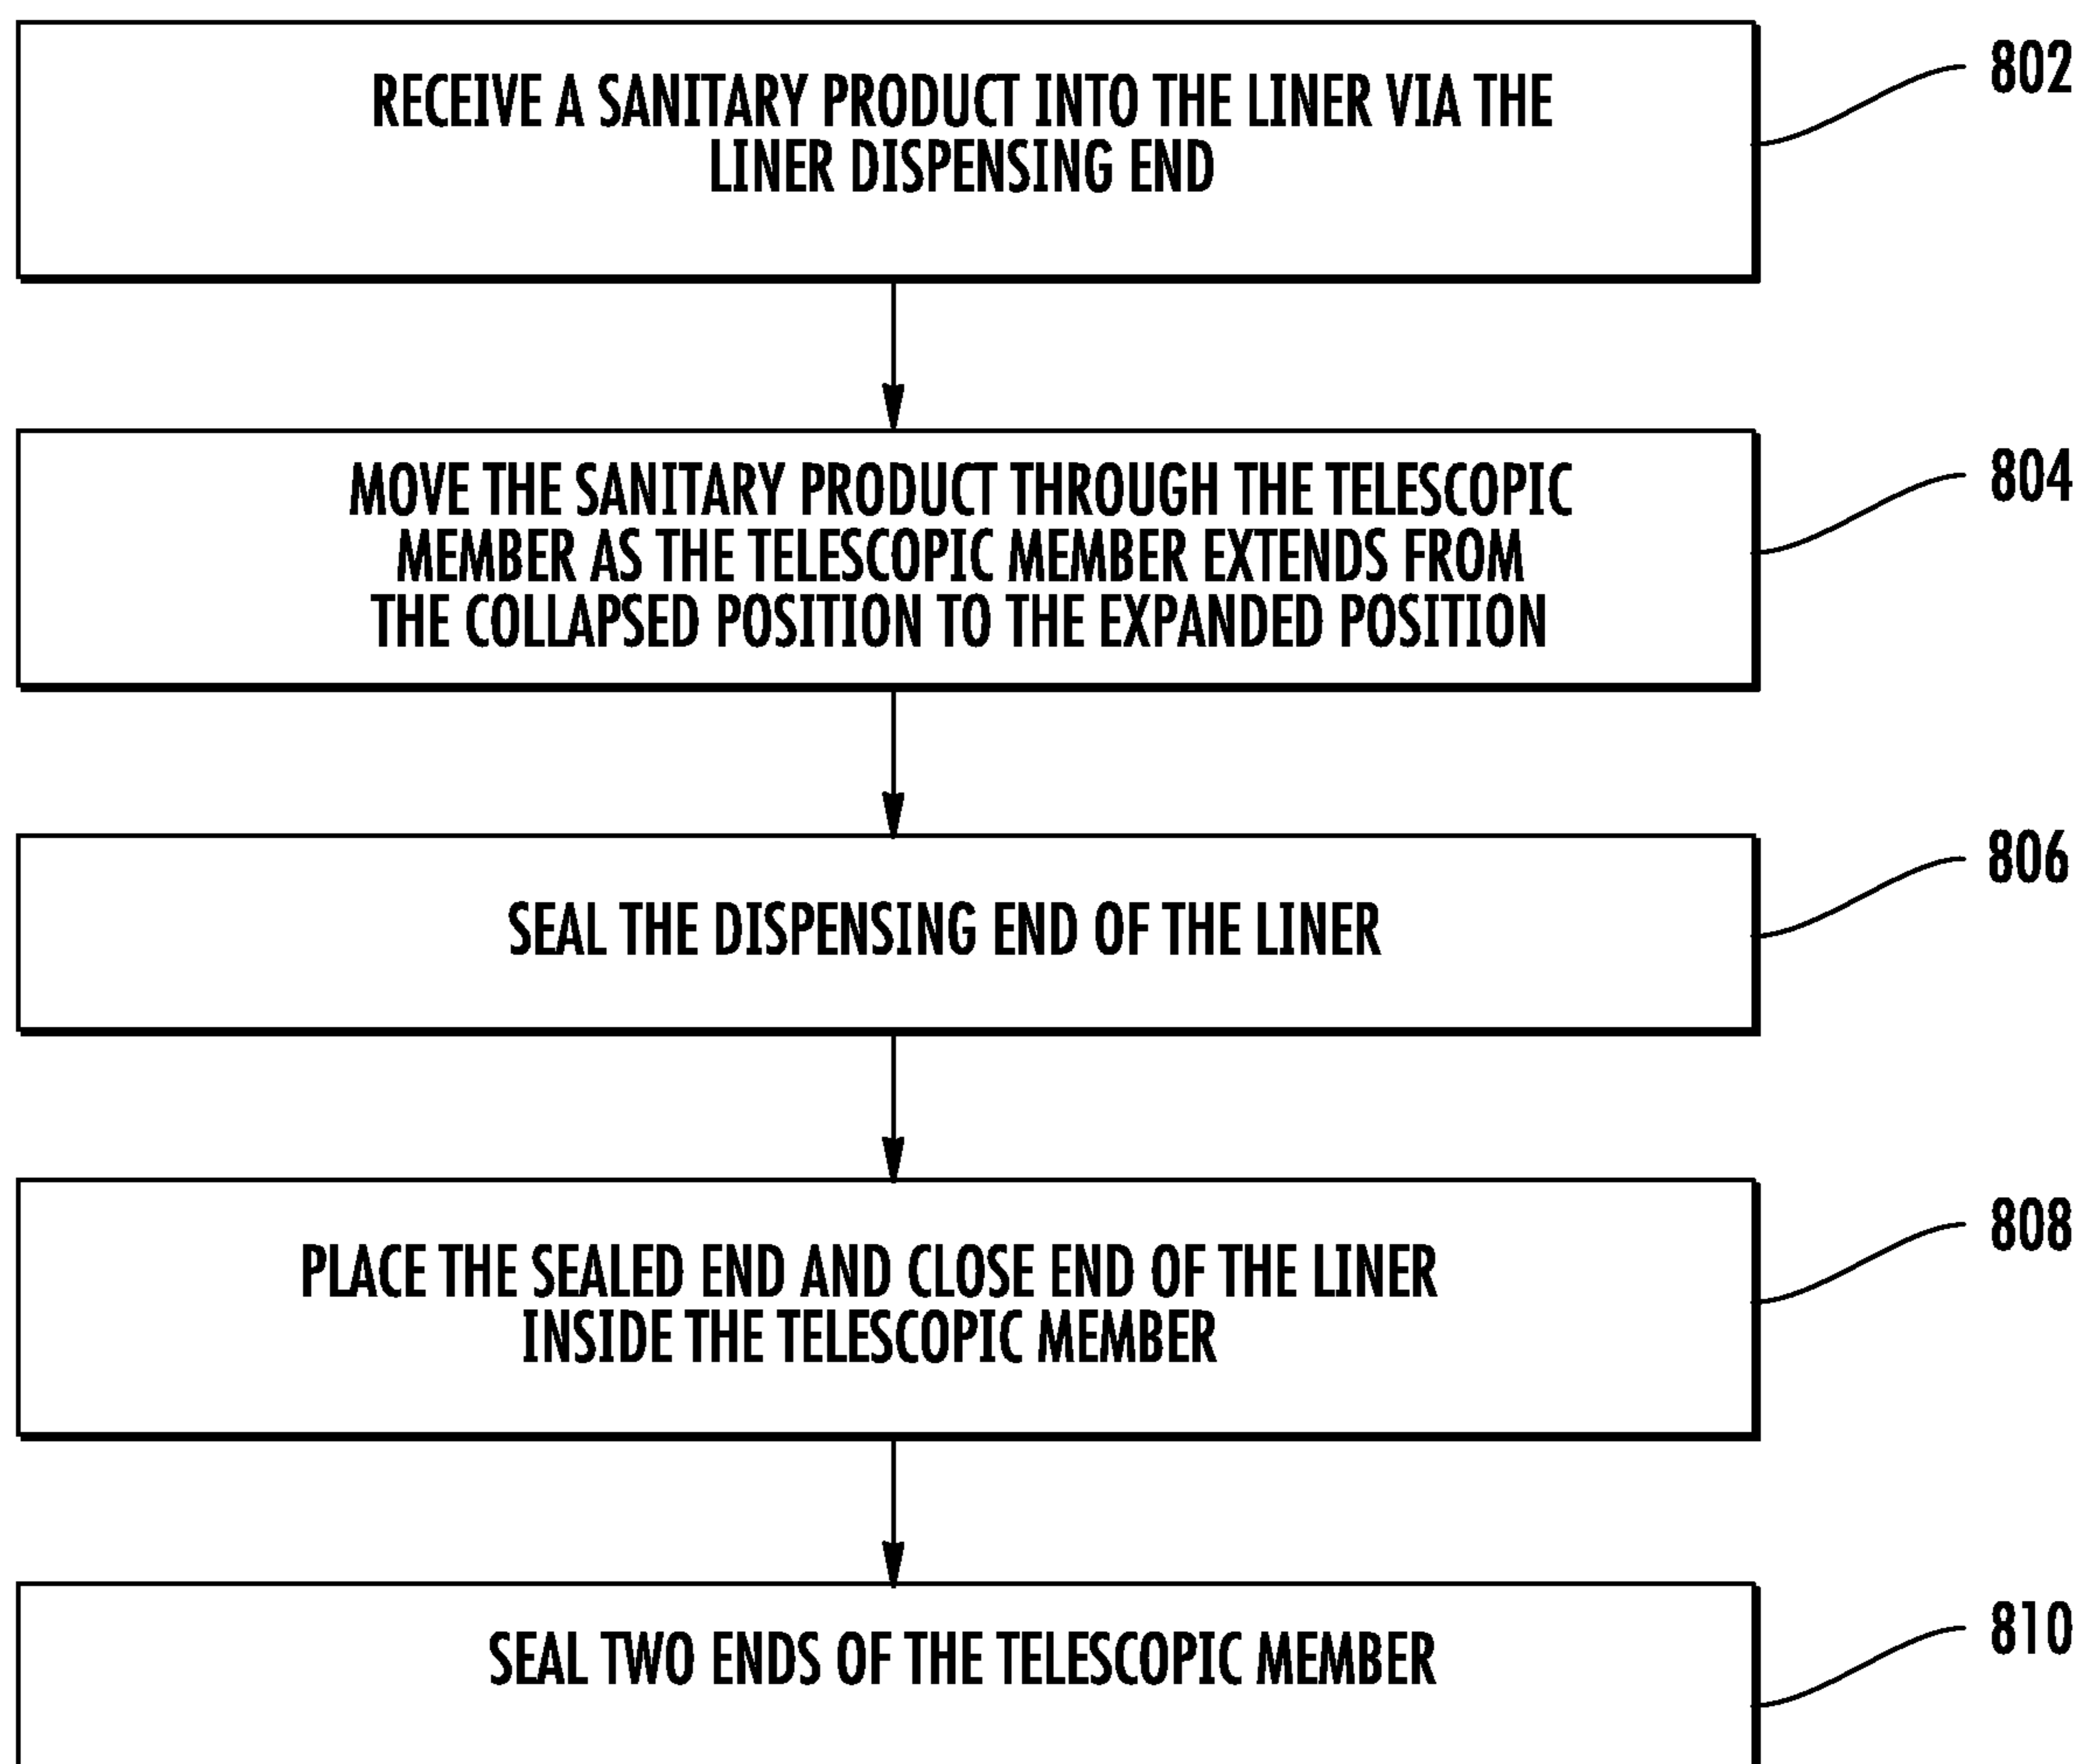 RECEIVE A SANITARY PRODUCT INTO THE LINER VIA THE
LINER DISPENSING END
802
MOVE THE SANITARY PRODUCT THROUGH THE TELESCOPIC
MEMBER AS THE TELESCOPIC MEMBER EXTENDS FROM
THE COLLAPSED POSITION TO THE EXPANDED POSITION
804
SEAL THE DISPENSING END OF THE LINER
806
PLACE THE SEALED END AND CLOSE END OF THE LINER
INSIDE THE TELESCOPIC MEMBER
808
SEAL TWO ENDS OF THE TELESCOPIC MEMBER
810